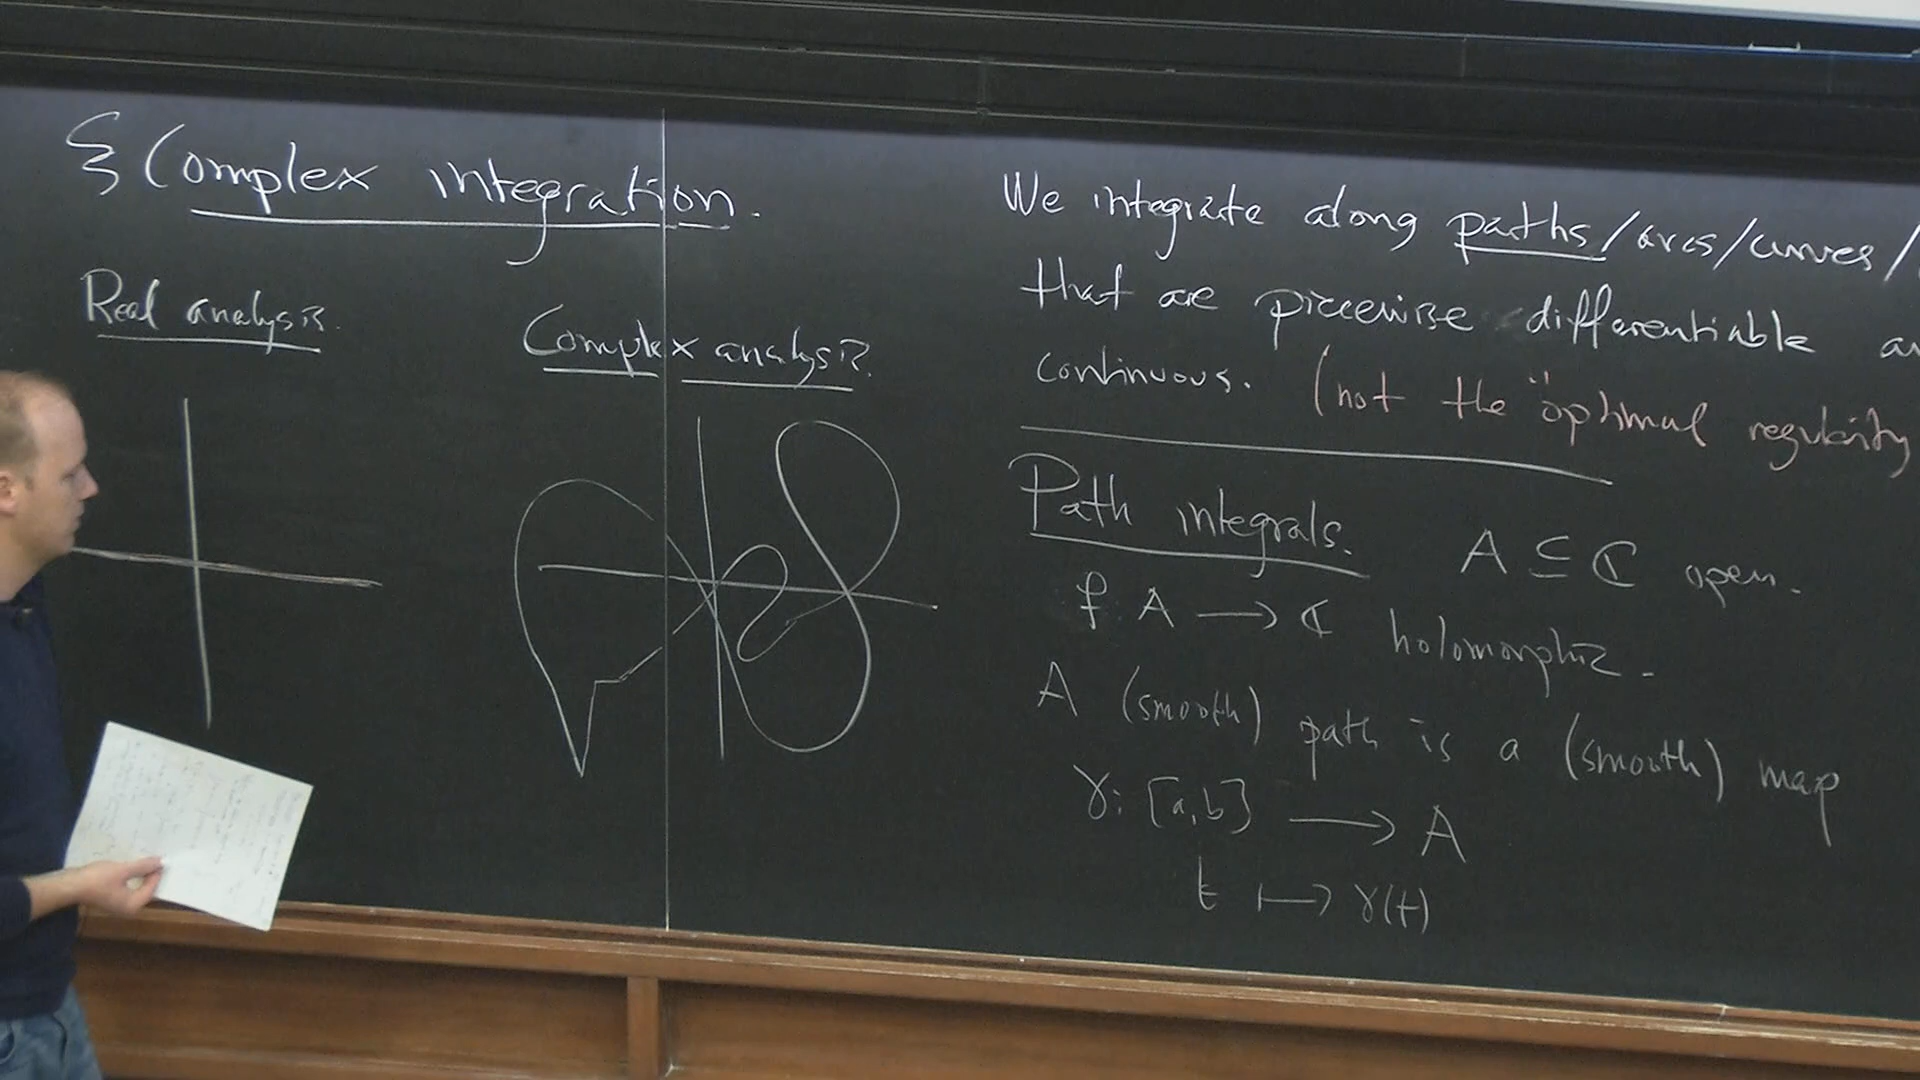 § Complex integration.
Real analysis.
Complex analysis.
We integrate along paths/arcs/curves/
that are piecewise differentiable
continuous. (not the "optimal regularity
Path integrals. A ⊆ ℂ open.
f: A → ℂ holomorphic.
A (smooth) path is a (smooth) map
γ: [a,b] → A
t ↦ γ(t)